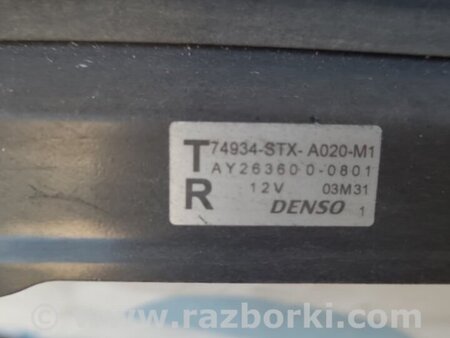 T 74934-STX- A020-M1
R AY263600-0801
12V 03M31
DENSO 1
www.razborki.com